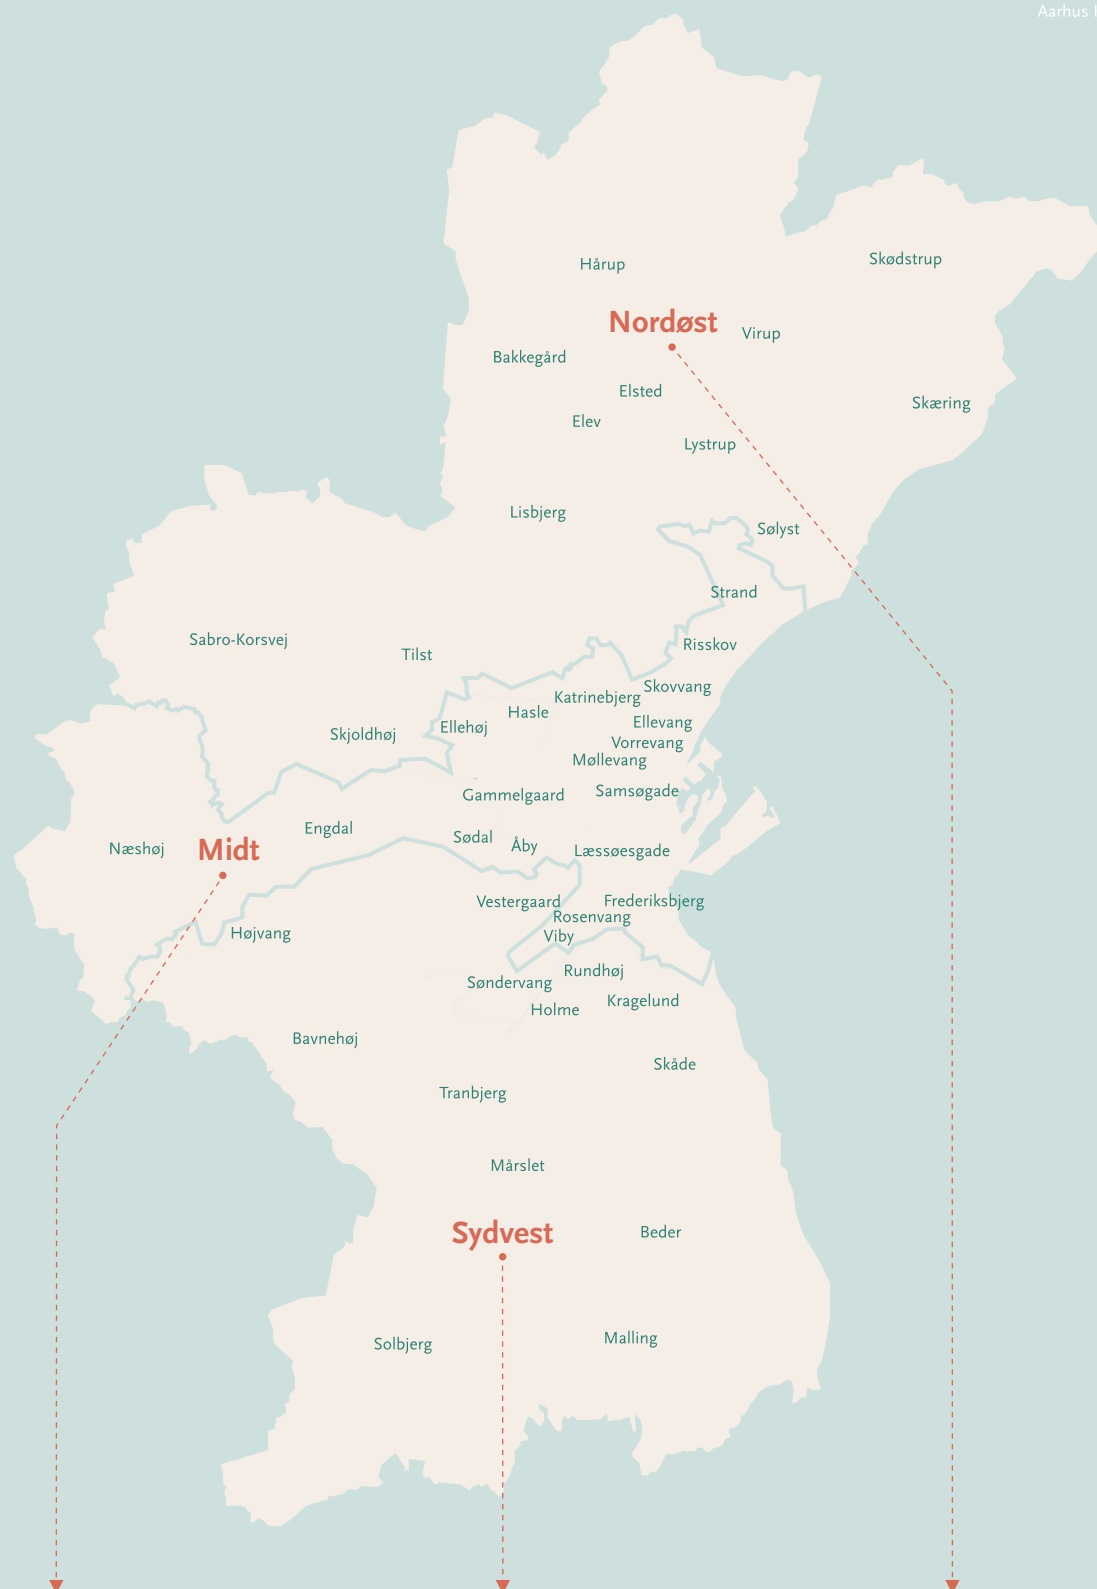 Aarhus
Hårup
Skødstrup
Nordøst
Virup
Bakkegård
Elsted
Skæring
Elev
Lystrup
Lisbjerg
Sølyst
Strand
Sabro-Korsvej
Risskov
Tilst
Skovvang
Katrinebjerg
Hasle
Ellevang
Ellehøj
Skjoldhøj
Vorrevang
Møllevang
Samsøgade
Gammelgaard
Engdal
Sødal
Åby
Næshøj
Midt
Læssøesgade
Vestergaard
Frederiksbjerg
Rosenvang
Højvang
Viby
Rundhøj
Søndervang
Kragelund
Holme
Bavnehøj
Skåde
Tranbjerg
Mårslet
Sydvest
Beder
Malling
Solbjerg